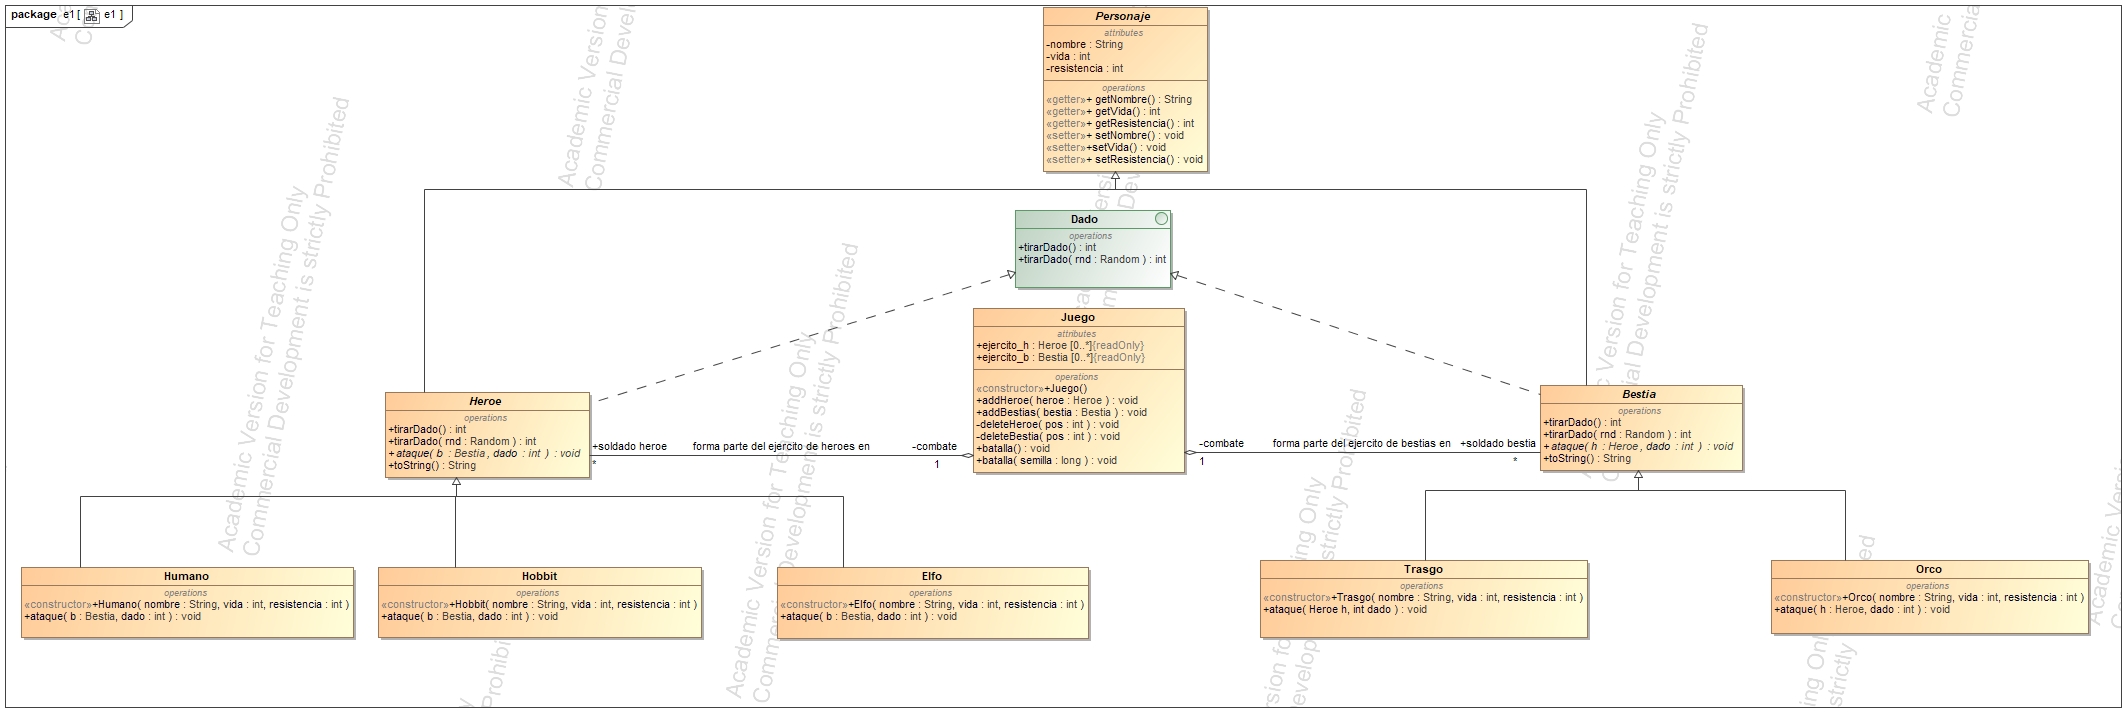 package e1 [ e1 ]
Personaje
attributes
-nombre : String
-vida : int
-resistencia : int
operations
«getter»+ getNombre() : String
«getter»+ getVida() : int
«getter»+ getResistencia() : int
«setter»+ setNombre() : void
«setter»+setVida() : void
«setter»+ setResistencia() : void
Dado
operations
+tirarDado() : int
+tirarDado( rnd : Random ) : int
Juego
attributes
+ejercito_h : Heroe [0..*]{readOnly}
+ejercito_b : Bestia [0..*]{readOnly}
operations
«constructor»+Juego()
+addHeroe( heroe : Heroe ) : void
+addBestias( bestia : Bestia ) : void
-deleteHeroe( pos : int ) : void
-deleteBestia( pos : int ) : void
+batalla() : void
+batalla( semilla : long ) : void
Heroe
operations
+tirarDado() : int
+tirarDado( rnd : Random ) : int
+ataque( b : Bestia, dado : int ) : void
+toString() : String
+soldado heroe
*
forma parte del ejercito de heroes en
-combate
1
-combate
1
forma parte del ejercito de bestias en
+soldado bestia
*
Bestia
operations
+tirarDado() : int
+tirarDado( rnd : Random ) : int
+ataque( h : Heroe, dado : int ) : void
+toString() : String
Humano
operations
«constructor»+Humano( nombre : String, vida : int, resistencia : int )
+ataque( b : Bestia, dado : int ) : void
Hobbit
operations
«constructor»+Hobbit( nombre : String, vida : int, resistencia : int )
+ataque( b : Bestia, dado : int ) : void
Elfo
operations
«constructor»+Elfo( nombre : String, vida : int, resistencia : int )
+ataque( b : Bestia, dado : int ) : void
Trasgo
operations
«constructor»+Trasgo( nombre : String, vida : int, resistencia : int )
+ataque( Heroe h, int dado ) : void
Orco
operations
«constructor»+Orco( nombre : String, vida : int, resistencia : int )
+ataque( h : Heroe, dado : int ) : void
Academic Version for Teaching Only
Commercial Development is strictly Prohibited